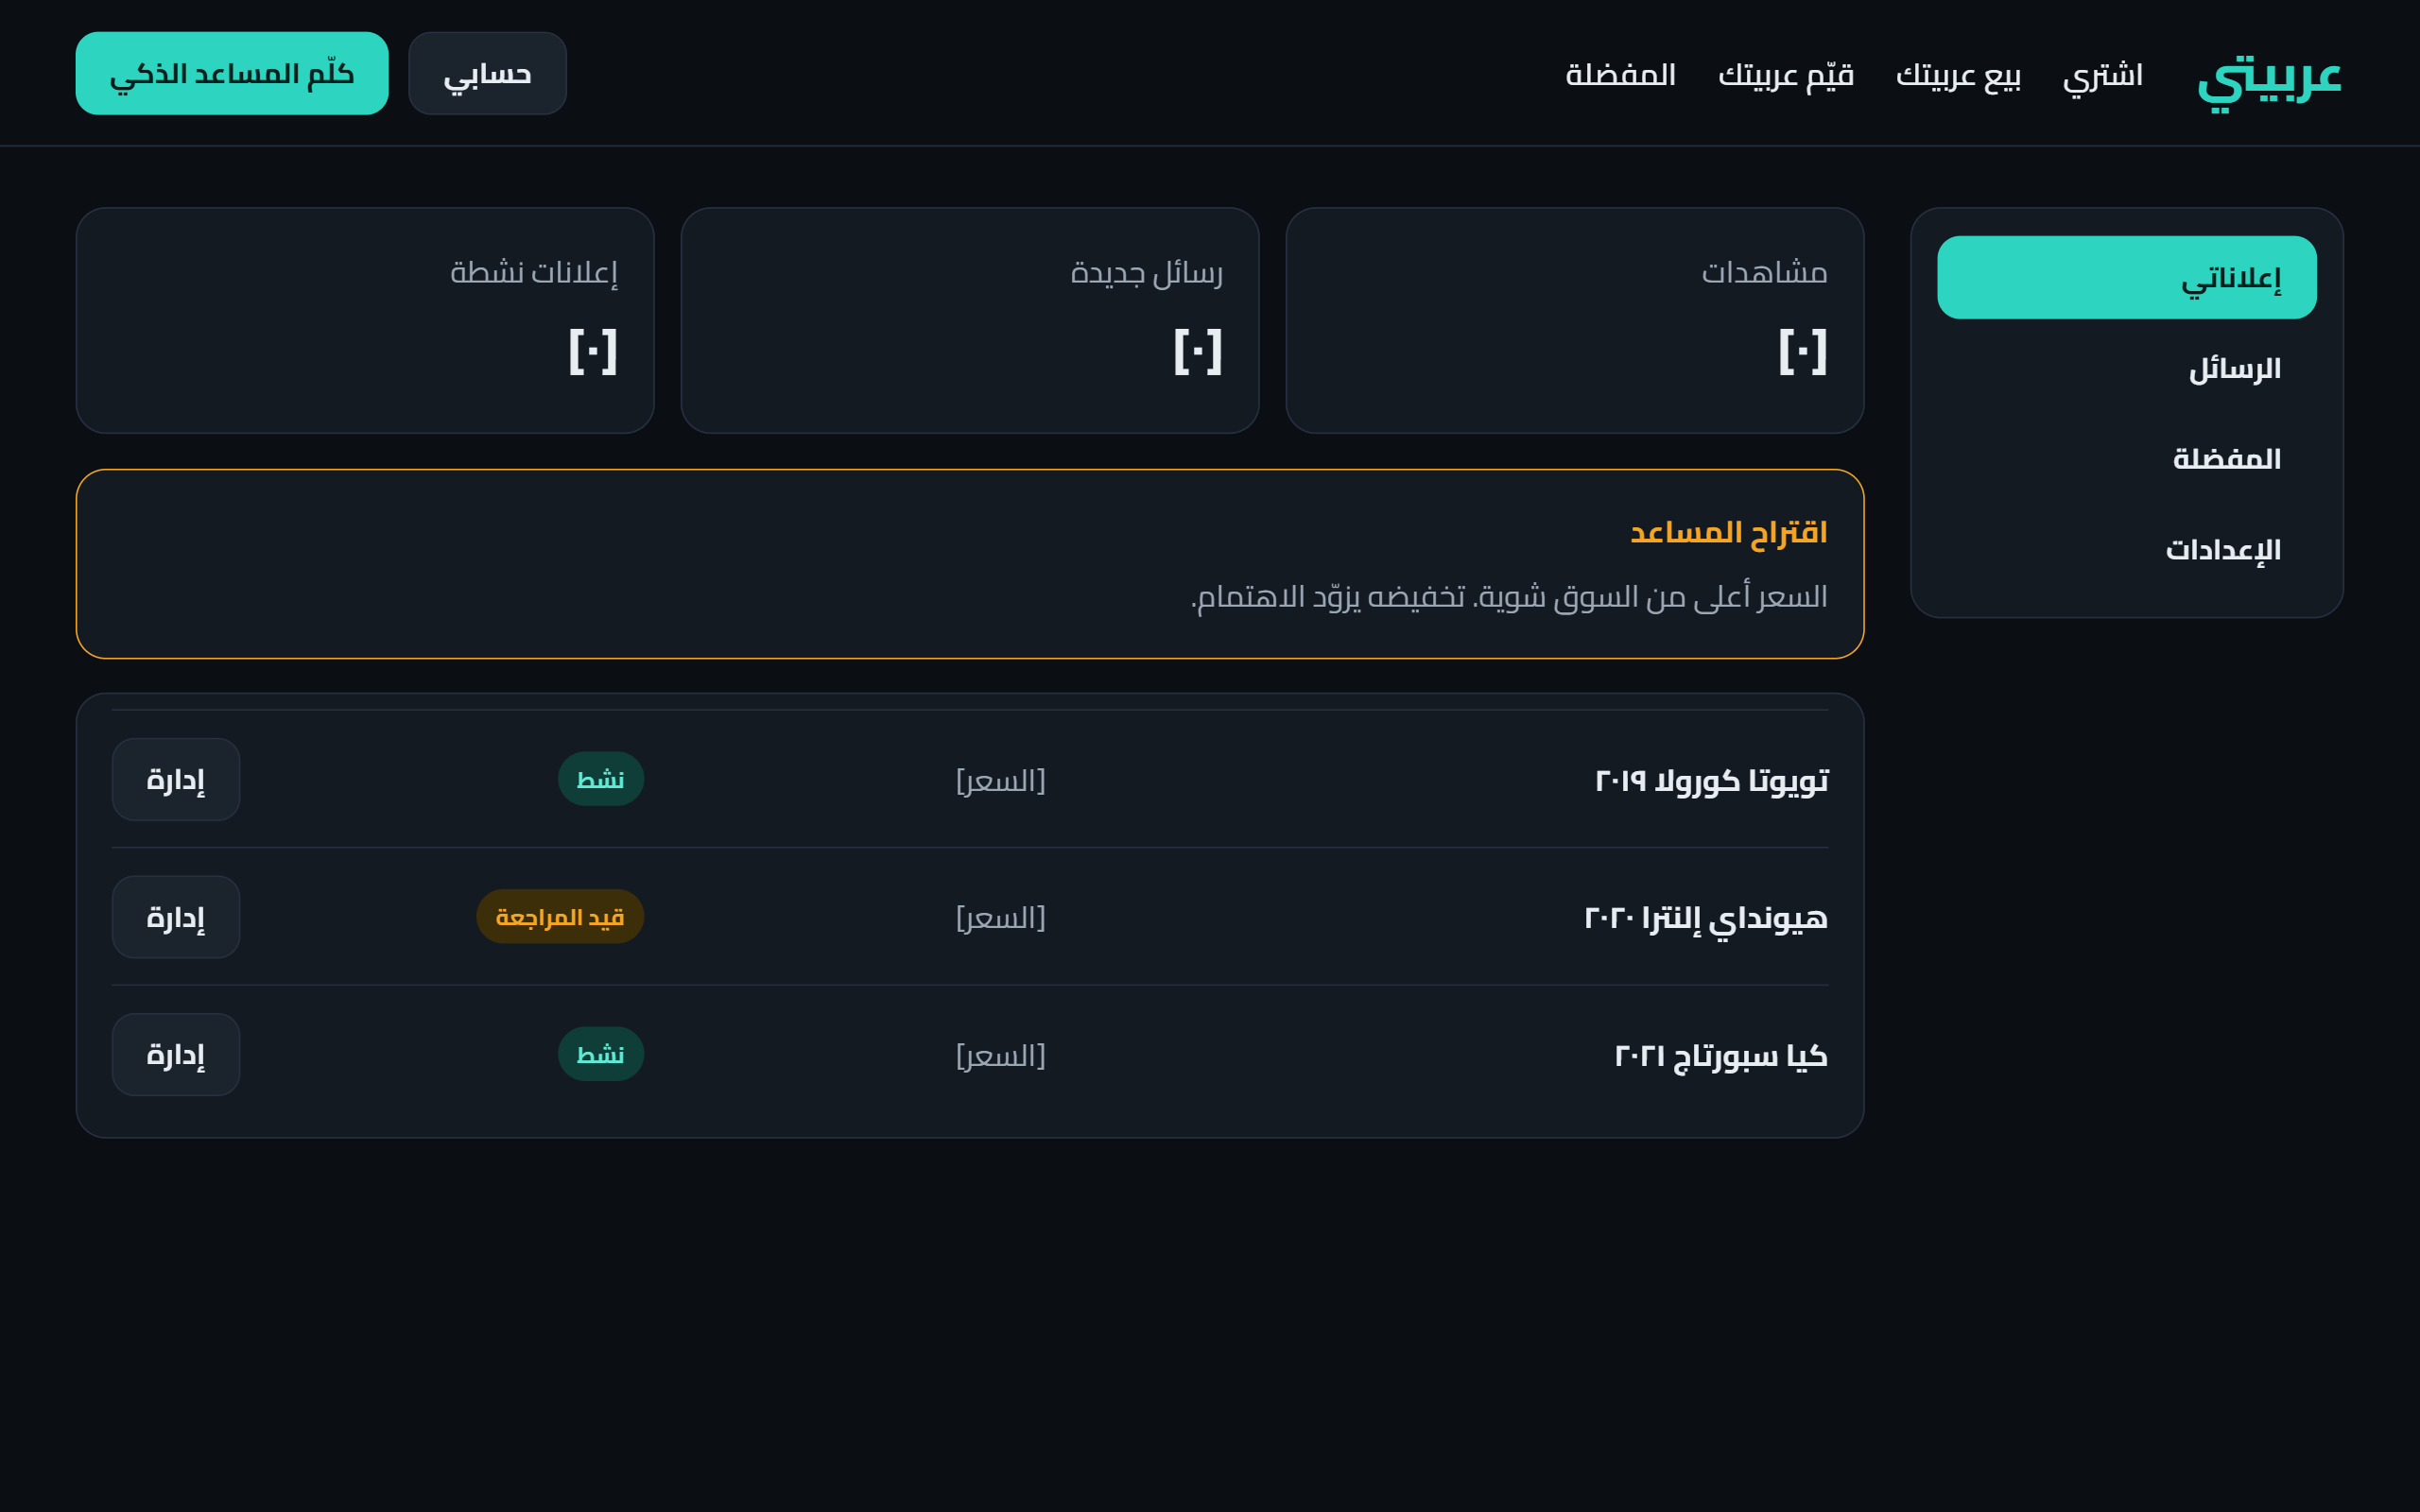 عربيتي
اشتري
بيع عربيتك
قيّم عربيتك
المفضلة
حسابي
كلّم المساعد الذكي
إعلاناتي
الرسائل
المفضلة
الإعدادات
مشاهدات
[٠]
رسائل جديدة
[٠]
إعلانات نشطة
[٠]
اقتراح المساعد
السعر أعلى من السوق شوية. تخفيضه يزوّد الاهتمام.
تويوتا كورولا ٢٠١٩ [السعر] نشط إدارة
هيونداي إلنترا ٢٠٢٠ [السعر] قيد المراجعة إدارة
كيا سبورتاج ٢٠٢١ [السعر] نشط إدارة